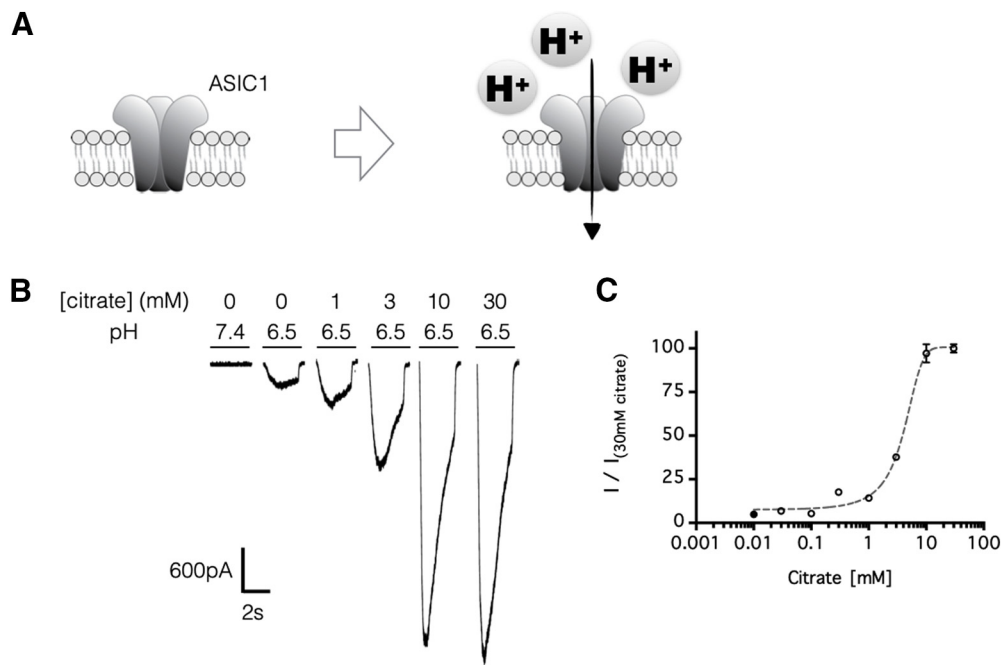 A
ASIC1
H+
H+
H+
B
[citrate] (mM) 0 0 1 3 10 30
pH 7.4 6.5 6.5 6.5 6.5 6.5
600pA
2s
C
I / I(30mM citrate)
100
75
50
25
0
0.001 0.01 0.1 1 10 100
Citrate [mM]